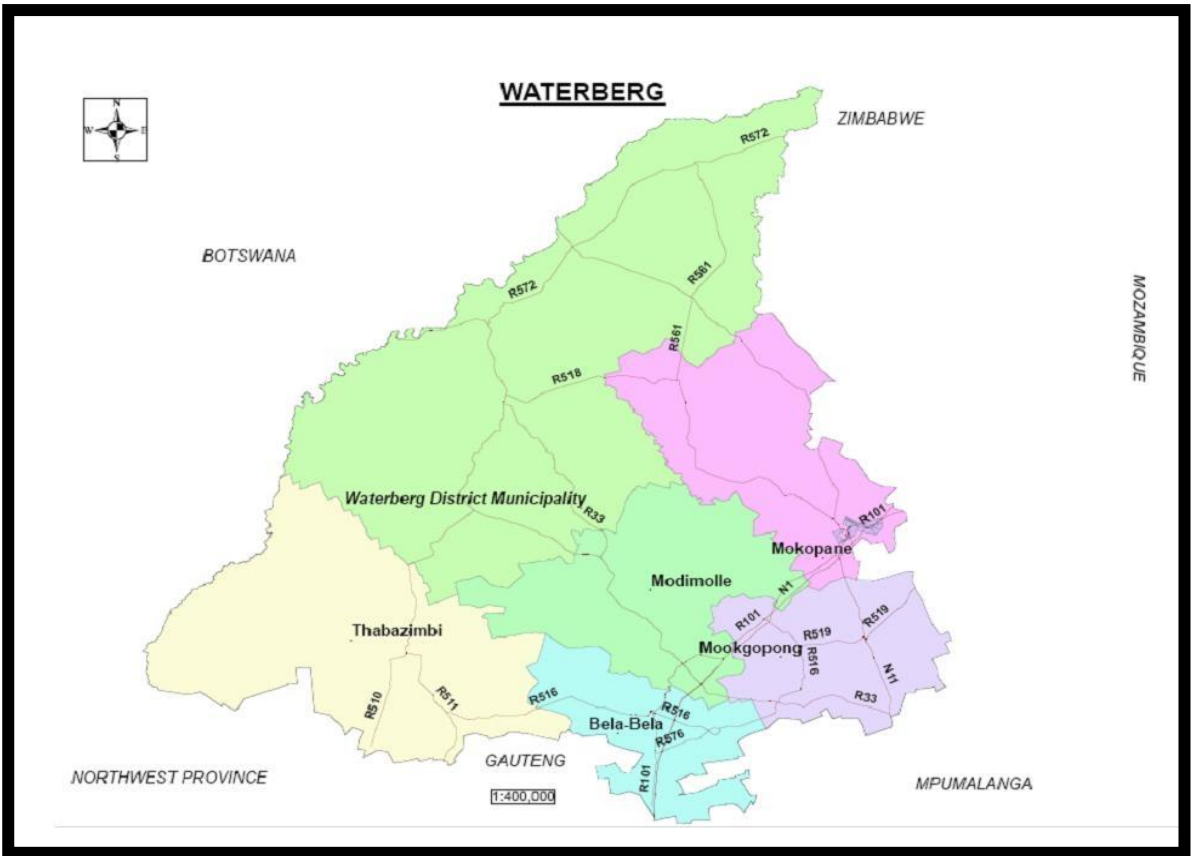 WATERBERG
N
W E
S
ZIMBABWE
R572
BOTSWANA
R561
R572
MOZAMBIQUE
R561
R518
Waterberg District Municipality
R33
R101
Mokopane
Modimolle
N1
R101
R519
Thabazimbi
R519
Mookgopong
R516
N11
R510
R511
R516
R33
R516
Bela-Bela
R576
GAUTENG
NORTHWEST PROVINCE
R101
MPUMALANGA
1:400,000